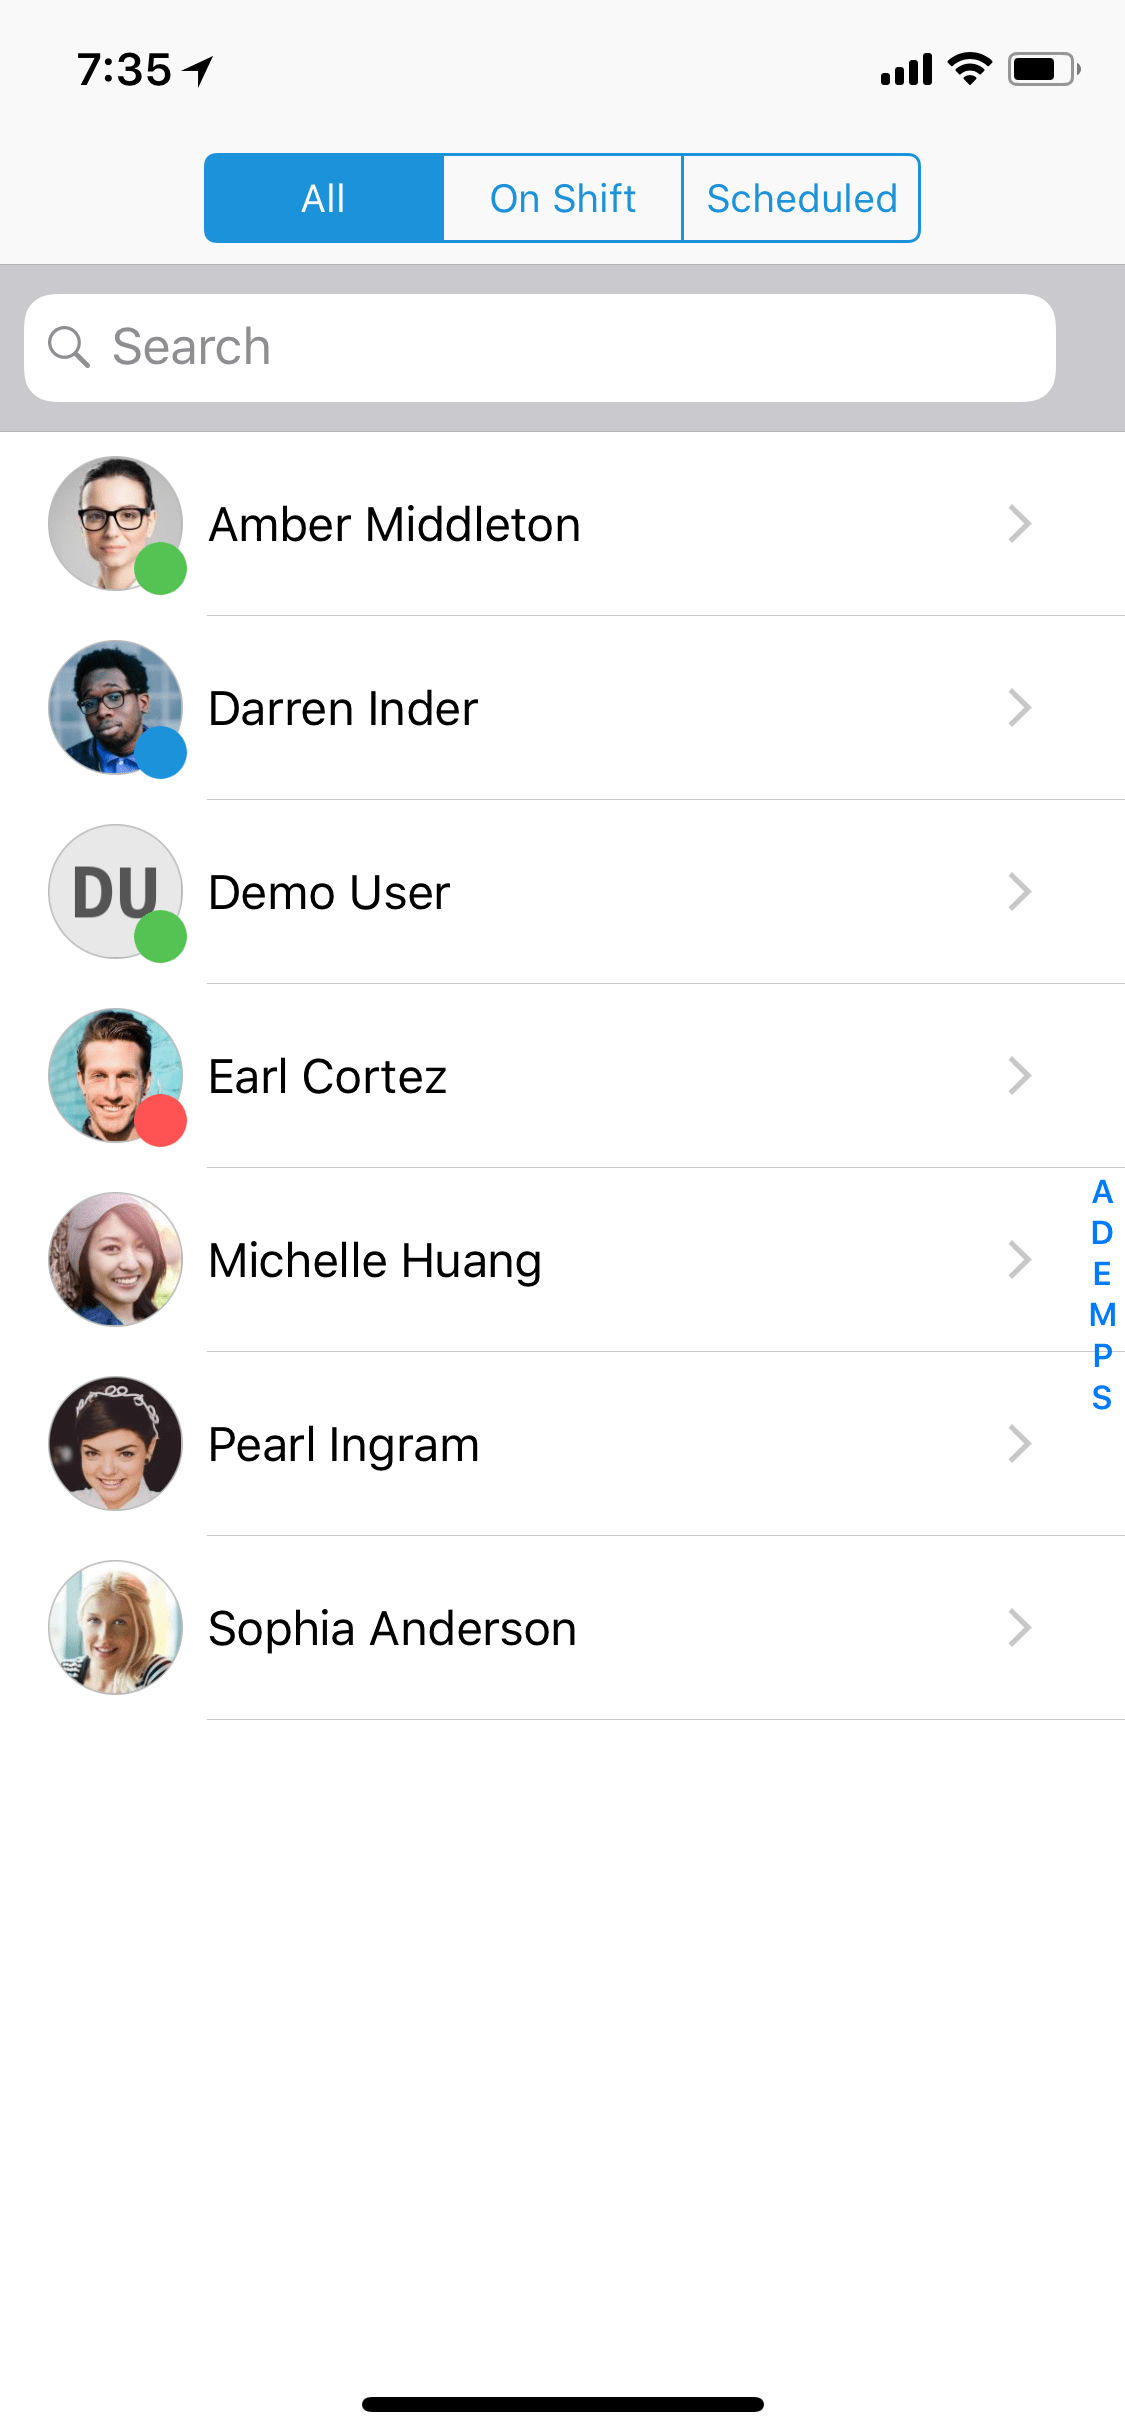 7:35
All On Shift Scheduled
Search
Amber Middleton
Darren Inder
DU Demo User
Earl Cortez
Michelle Huang
Pearl Ingram
Sophia Anderson
A
D
E
M
P
S